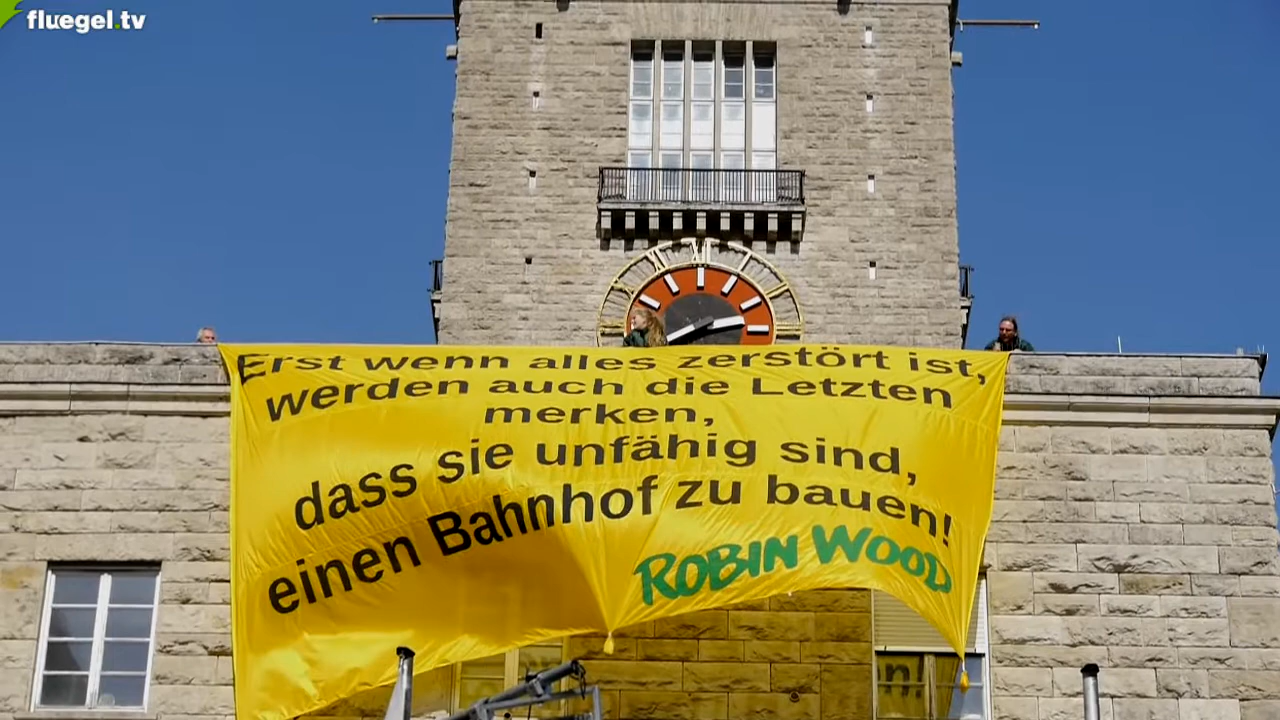 fluegel.tv
Erst wenn alles zerstört ist,
werden auch die Letzten
merken,
dass sie unfähig sind,
einen Bahnhof zu bauen!
ROBIN WOOD